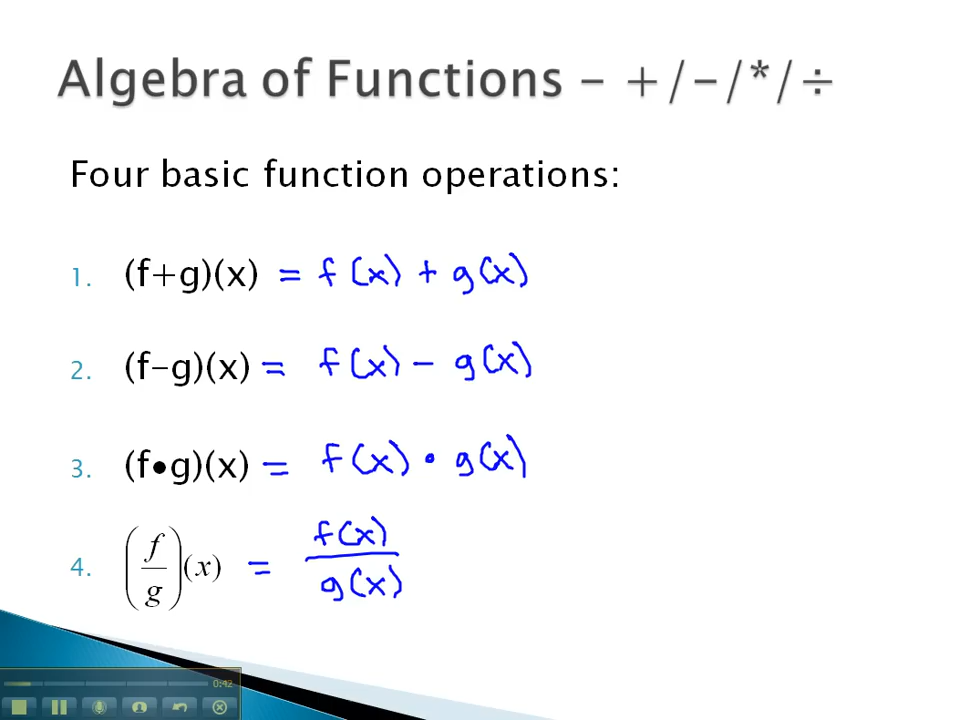 Algebra of Functions - +/-/*/÷
Four basic function operations:
1. (f+g)(x) = f(x) + g(x)
2. (f-g)(x) = f(x) - g(x)
3. (f•g)(x) = f(x) • g(x)
4. (f/g)(x) = f(x)/g(x)
0:42